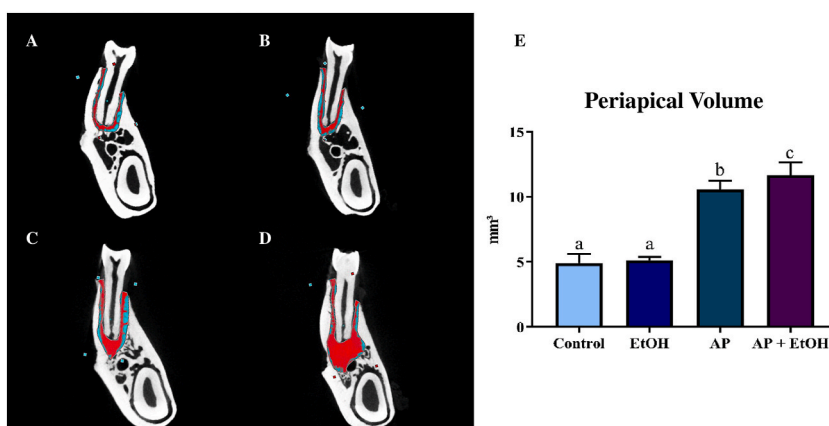 A
B
C
D
E
Periapical Volume
mm³
15
10
5
0
a
a
b
c
Control
EtOH
AP
AP + EtOH